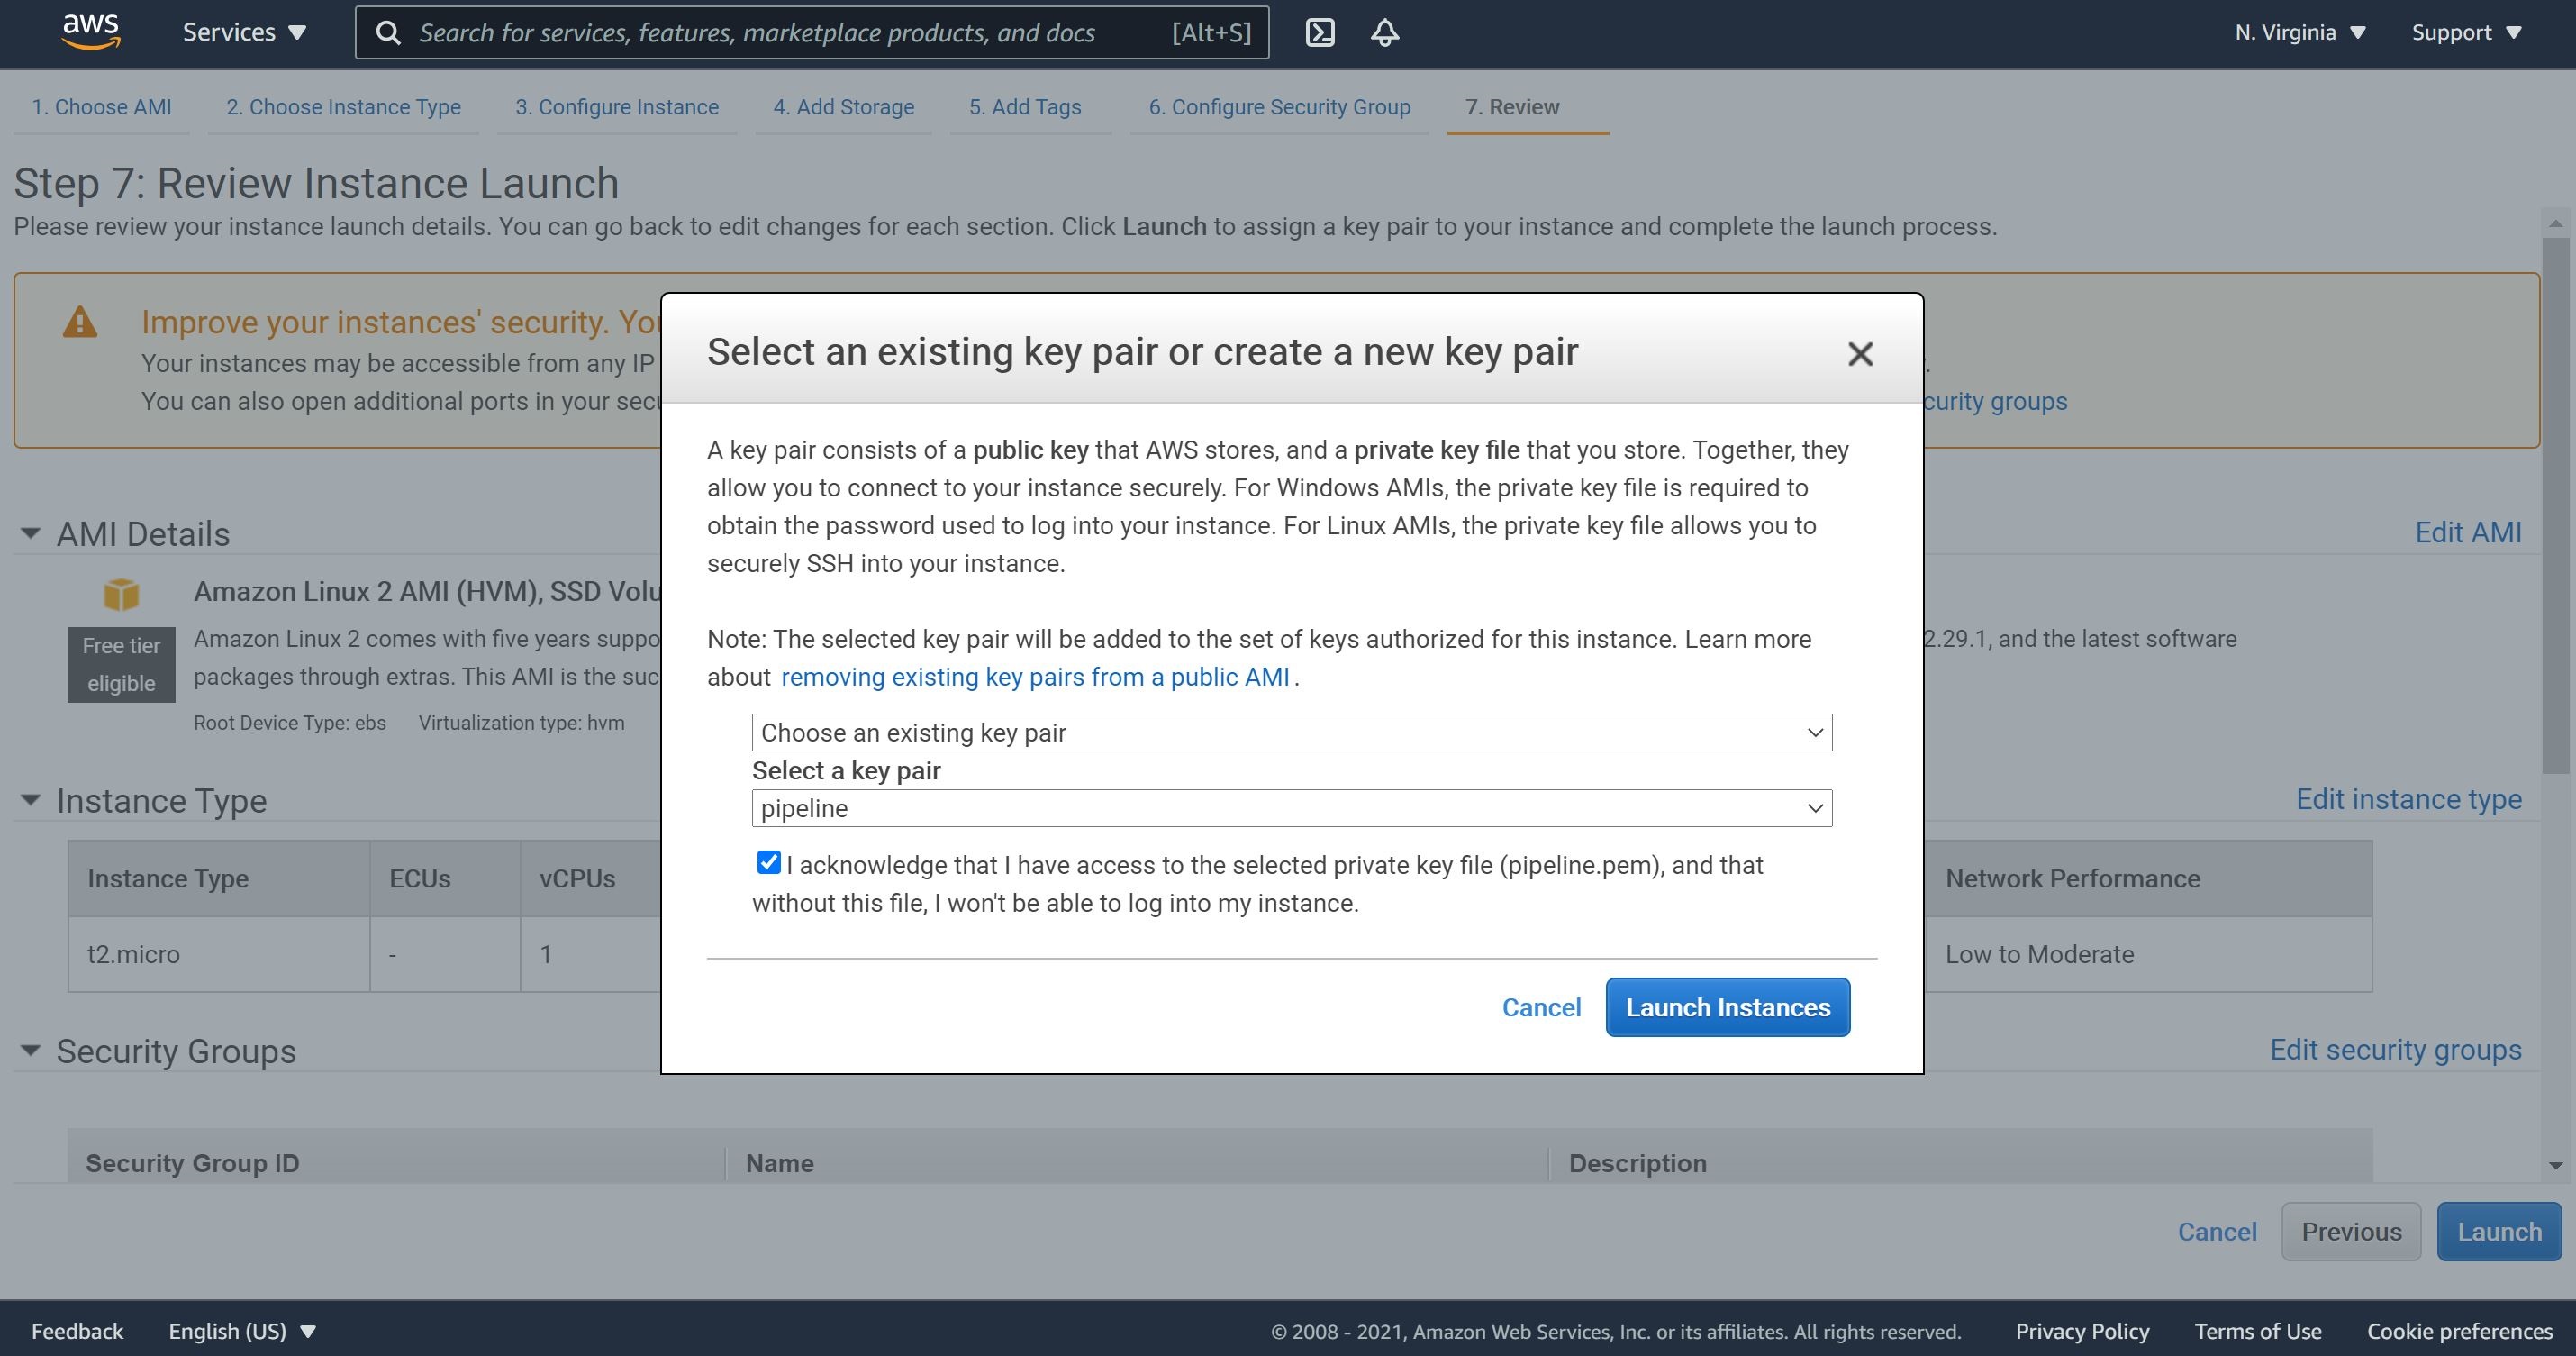 aws
Services
Search for services, features, marketplace products, and docs [Alt+S]
N. Virginia
Support
1. Choose AMI
2. Choose Instance Type
3. Configure Instance
4. Add Storage
5. Add Tags
6. Configure Security Group
7. Review
Step 7: Review Instance Launch
Please review your instance launch details. You can go back to edit changes for each section. Click Launch to assign a key pair to your instance and complete the launch process.
Improve your instances' security.
Your instances may be accessible from any IP
You can also open additional ports in your
groups
AMI Details
Edit AMI
Amazon Linux 2 AMI (HVM), SSD
Free tier
eligible
Amazon Linux 2 comes with five years
2.29.1, and the latest software
packages through extras. This AMI is the
Root Device Type: ebs Virtualization type: hvm
Instance Type
Edit instance type
Instance Type ECUs vCPUs Network Performance
t2.micro - 1 Low to Moderate
Security Groups
Edit security groups
Security Group ID Name Description
Select an existing key pair or create a new key pair
A key pair consists of a public key that AWS stores, and a private key file that you store. Together, they
allow you to connect to your instance securely. For Windows AMIs, the private key file is required to
obtain the password used to log into your instance. For Linux AMIs, the private key file allows you to
securely SSH into your instance.
Note: The selected key pair will be added to the set of keys authorized for this instance. Learn more
about removing existing key pairs from a public AMI.
Choose an existing key pair
Select a key pair
pipeline
I acknowledge that I have access to the selected private key file (pipeline.pem), and that
without this file, I won't be able to log into my instance.
Cancel
Launch Instances
Cancel
Previous
Launch
Feedback
English (US)
© 2008 - 2021, Amazon Web Services, Inc. or its affiliates. All rights reserved.
Privacy Policy
Terms of Use
Cookie preferences